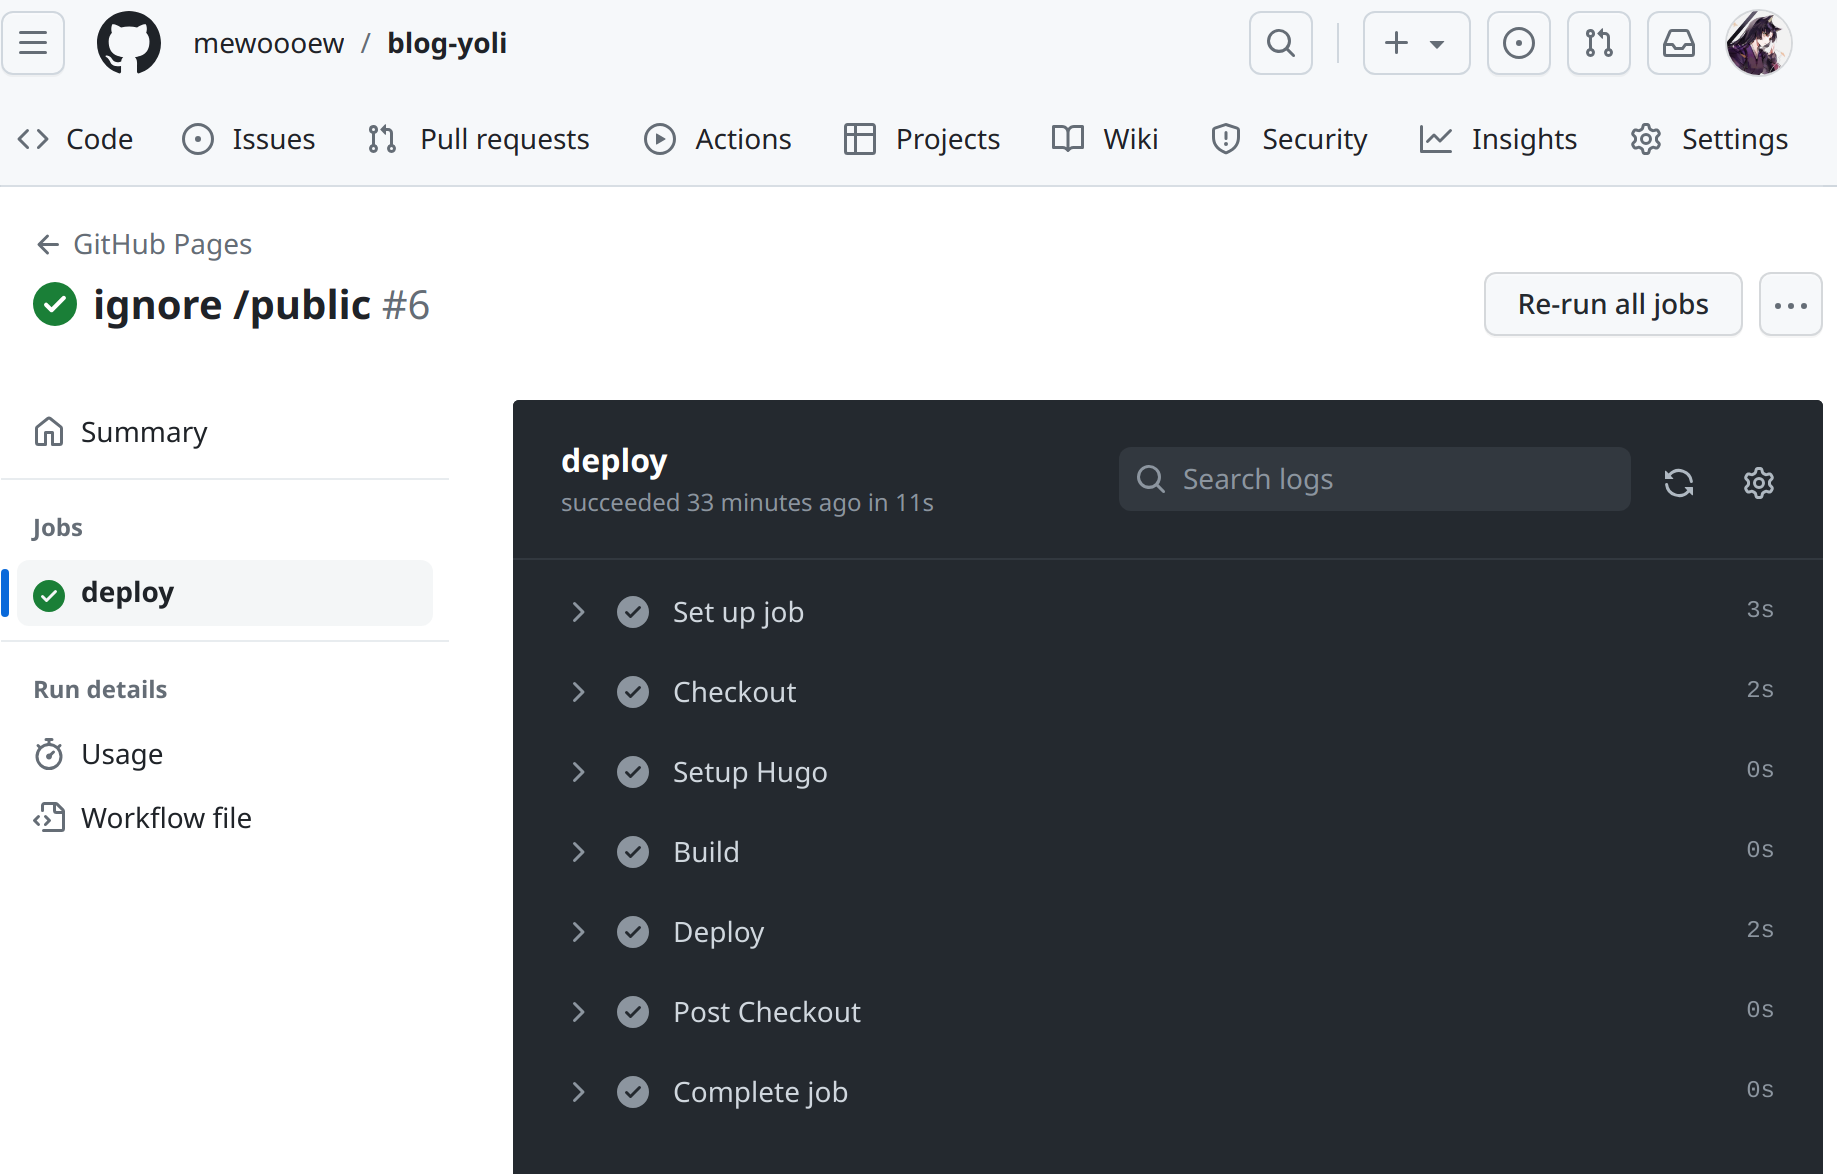 mewoooew / blog-yoli
Code Issues Pull requests Actions Projects Wiki Security Insights Settings
GitHub Pages
ignore /public #6
Re-run all jobs
Summary
Jobs
deploy
Run details
Usage
Workflow file
deploy
succeeded 33 minutes ago in 11s
Search logs
Set up job 3s
Checkout 2s
Setup Hugo 0s
Build 0s
Deploy 2s
Post Checkout 0s
Complete job 0s